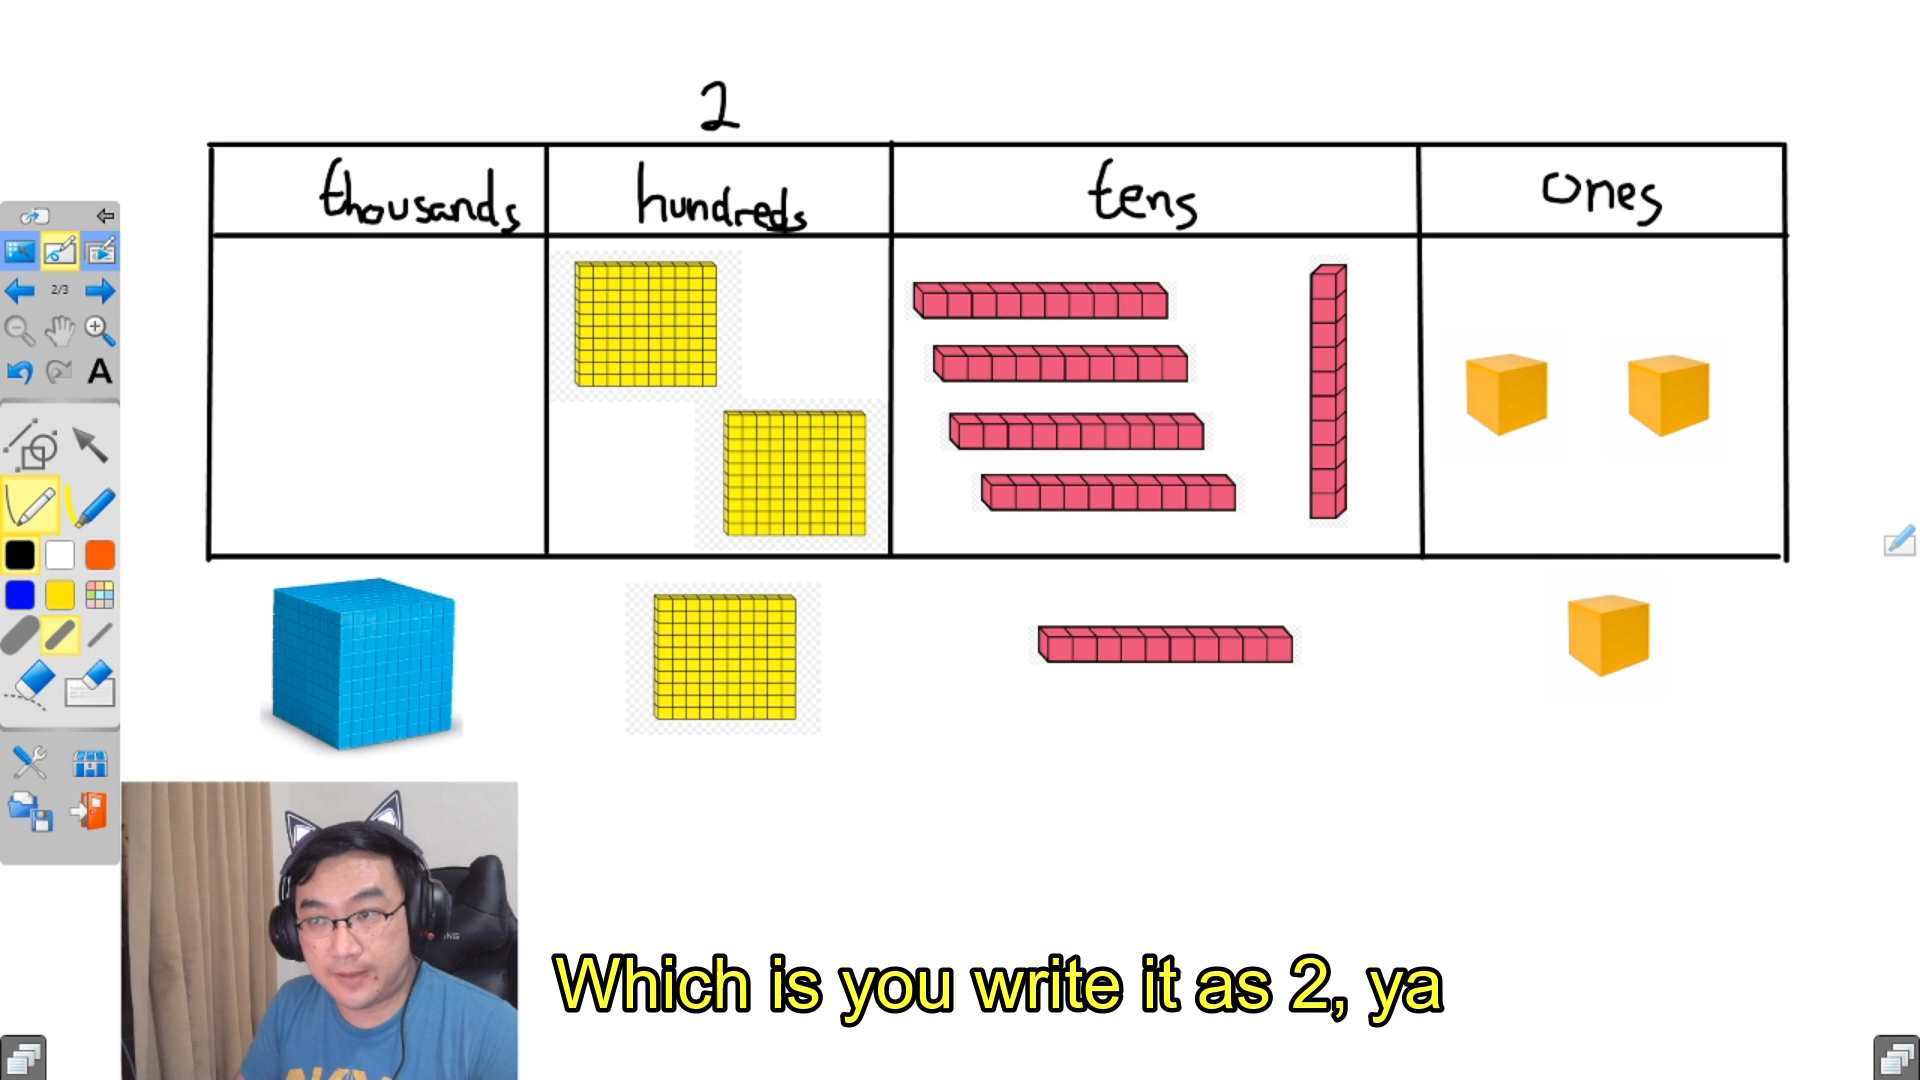 2
thousands hundreds tens ones
2/3
A
Which is you write it as 2, ya